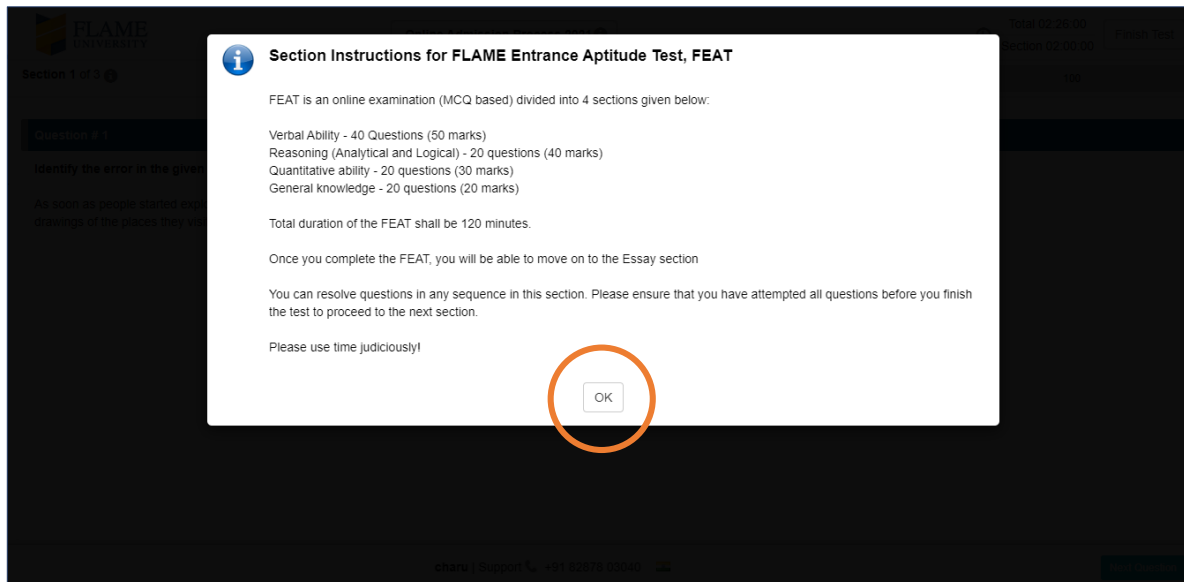 FLAME
UNIVERSITY
Total 02:26:00
Section 02:00:00
Finish Test
Section 1 of 3
100
Question # 1
Identify the error in the given
As soon as people started
drawings of the places they
Section Instructions for FLAME Entrance Aptitude Test, FEAT
FEAT is an online examination (MCQ based) divided into 4 sections given below:
Verbal Ability - 40 Questions (50 marks)
Reasoning (Analytical and Logical) - 20 questions (40 marks)
Quantitative ability - 20 questions (30 marks)
General knowledge - 20 questions (20 marks)
Total duration of the FEAT shall be 120 minutes.
Once you complete the FEAT, you will be able to move on to the Essay section
You can resolve questions in any sequence in this section. Please ensure that you have attempted all questions before you finish
the test to proceed to the next section.
Please use time judiciously!
OK
charu | Support